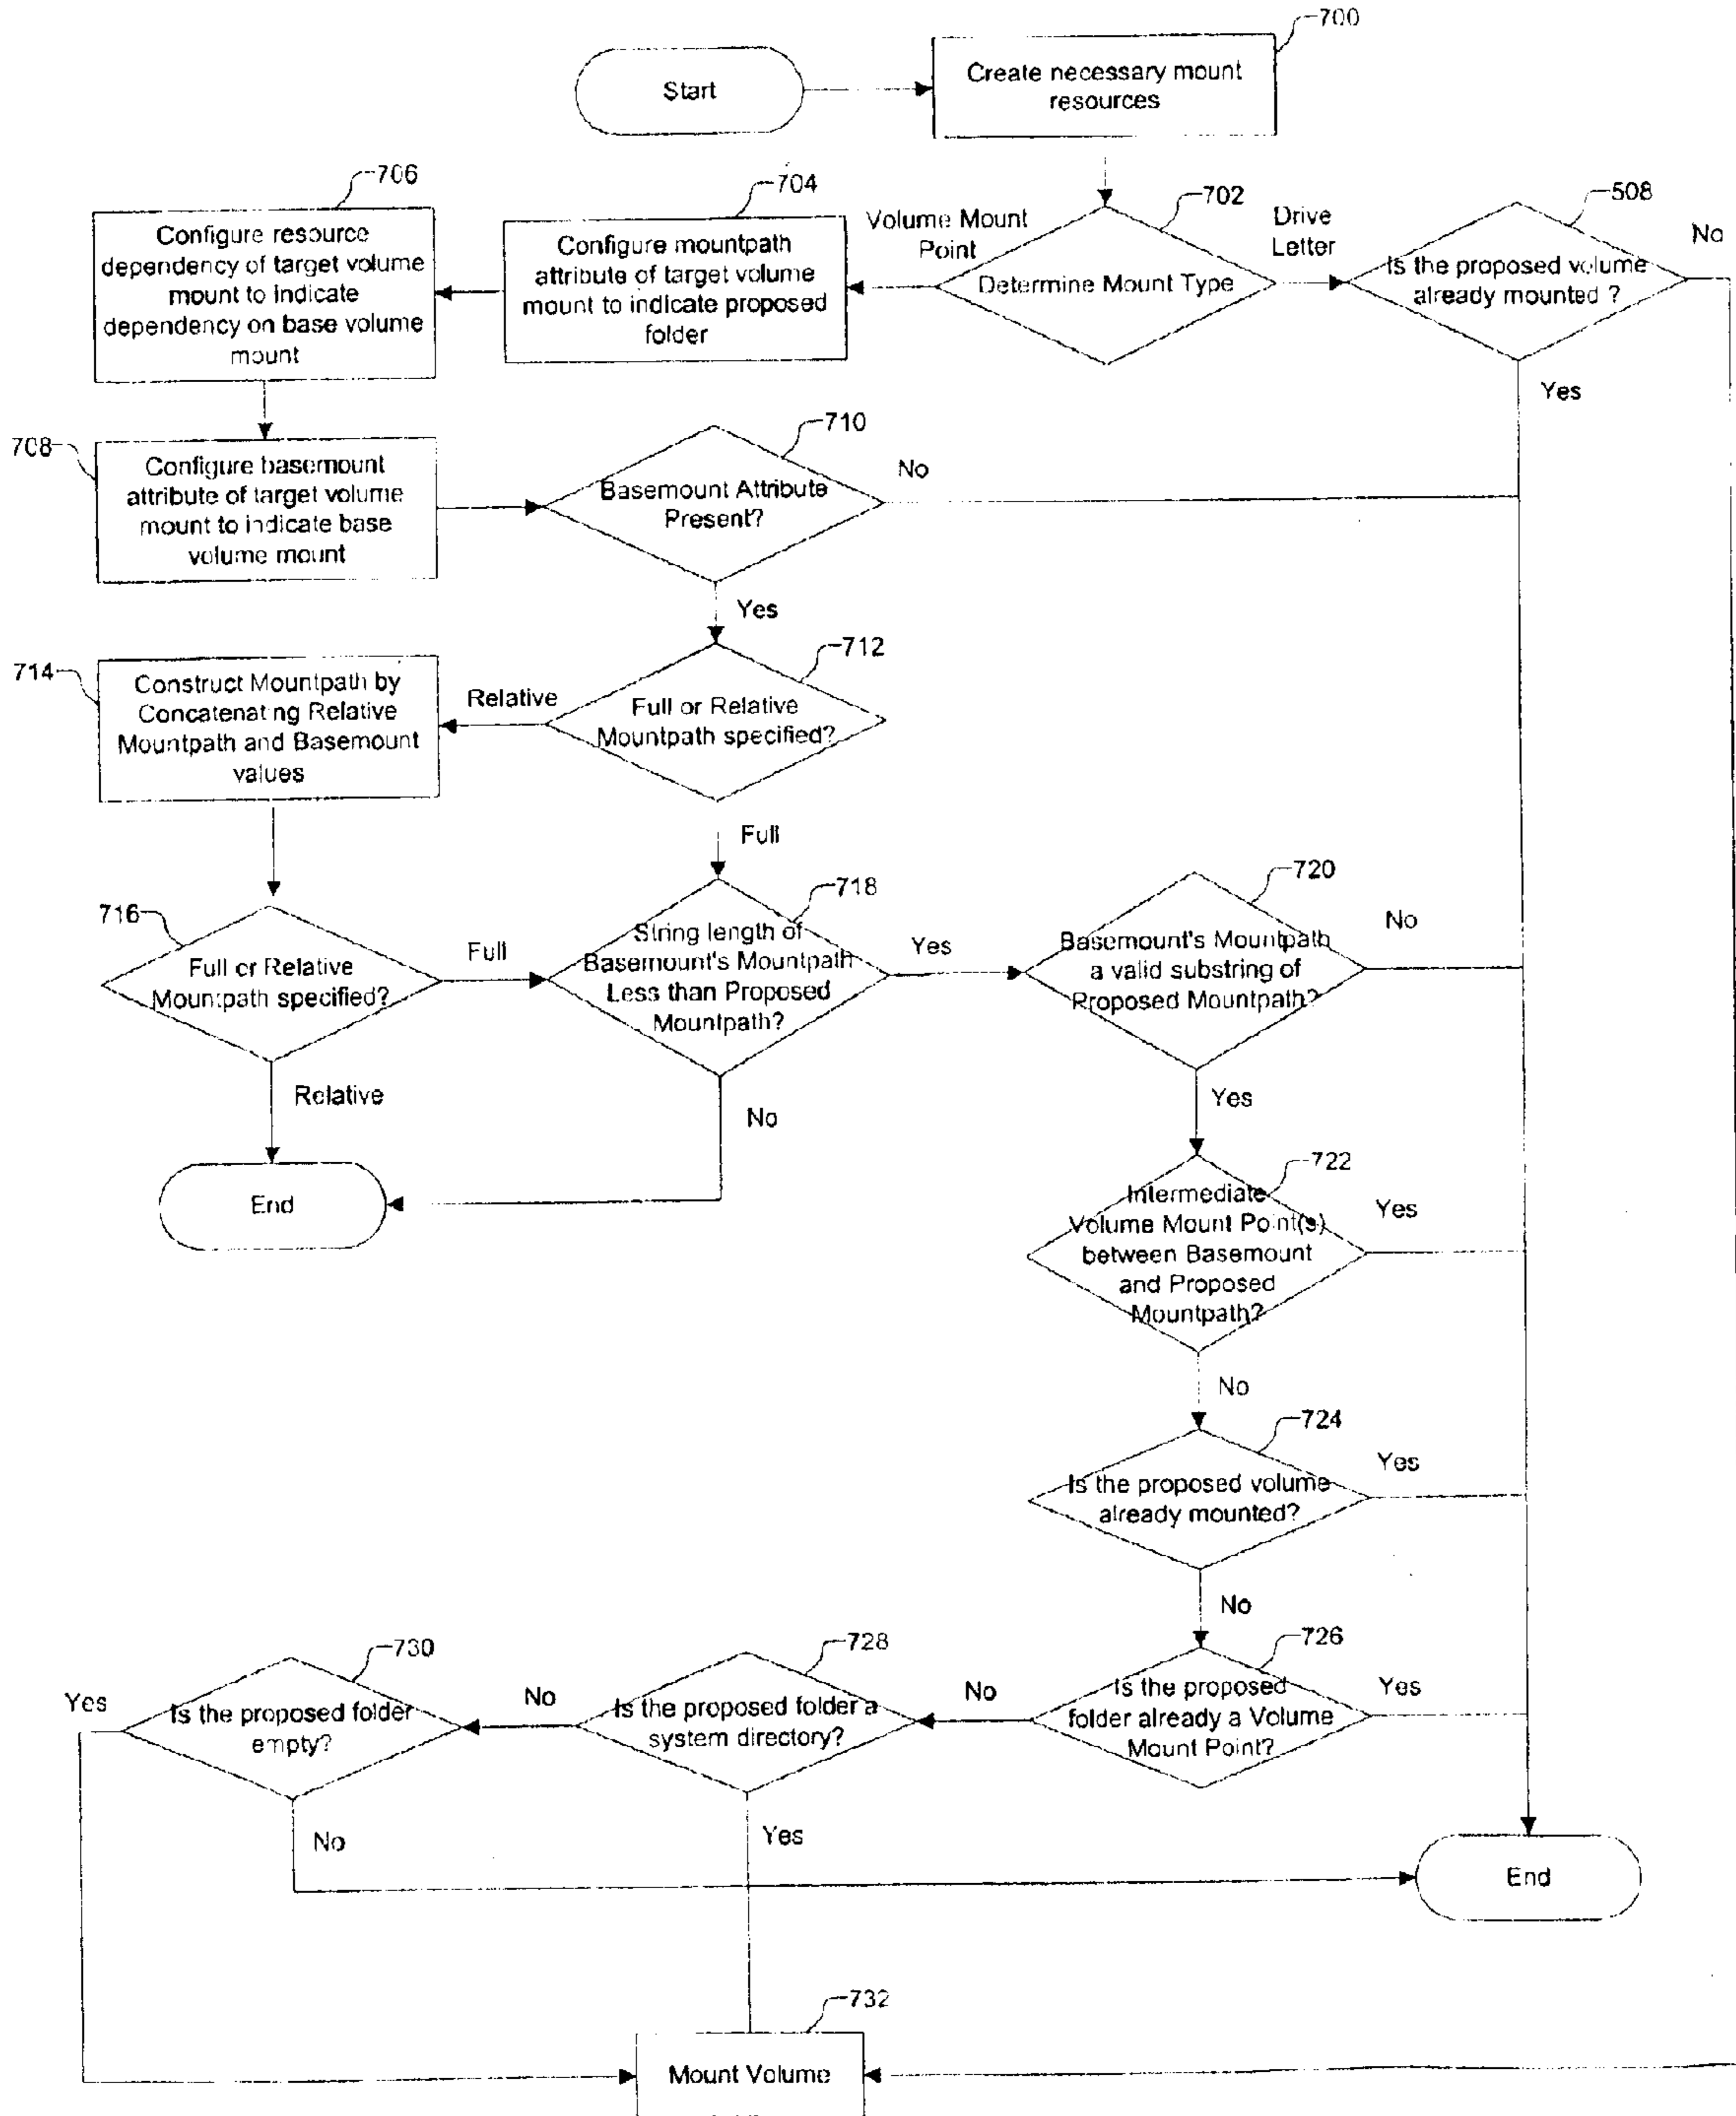 700
Start
Create necessary mount
resources
706
704
702
508
Volume Mount
Point
Drive
Letter
No
Configure resource
dependency of target volume
mount to indicate
dependency on base volume
mount
Configure mountpath
attribute of target volume
mount to indicate proposed
folder
Determine Mount Type
Is the proposed volume
already mounted ?
Yes
708
Configure basemount
attribute of target volume
mount to indicate base
volume mount
710
Basemount Attribute
Present?
No
Yes
714
Construct Mountpath by
Concatenating Relative
Mountpath and Basemount
values
Relative
712
Full or Relative
Mountpath specified?
Full
716
Full or Relative
Mountpath specified?
Full
718
String length of
Basemount's Mountpath
Less than Proposed
Mountpath?
Yes
720
Basemount's Mountpath
a valid substring of
Proposed Mountpath?
No
Relative
No
Yes
End
722
Intermediate
Volume Mount Point(s)
between Basemount
and Proposed
Mountpath?
Yes
No
724
Is the proposed volume
already mounted?
Yes
No
730
728
726
Yes
Is the proposed folder
empty?
No
Is the proposed folder a
system directory?
No
Is the proposed
folder already a Volume
Mount Point?
Yes
No
Yes
End
732
Mount Volume